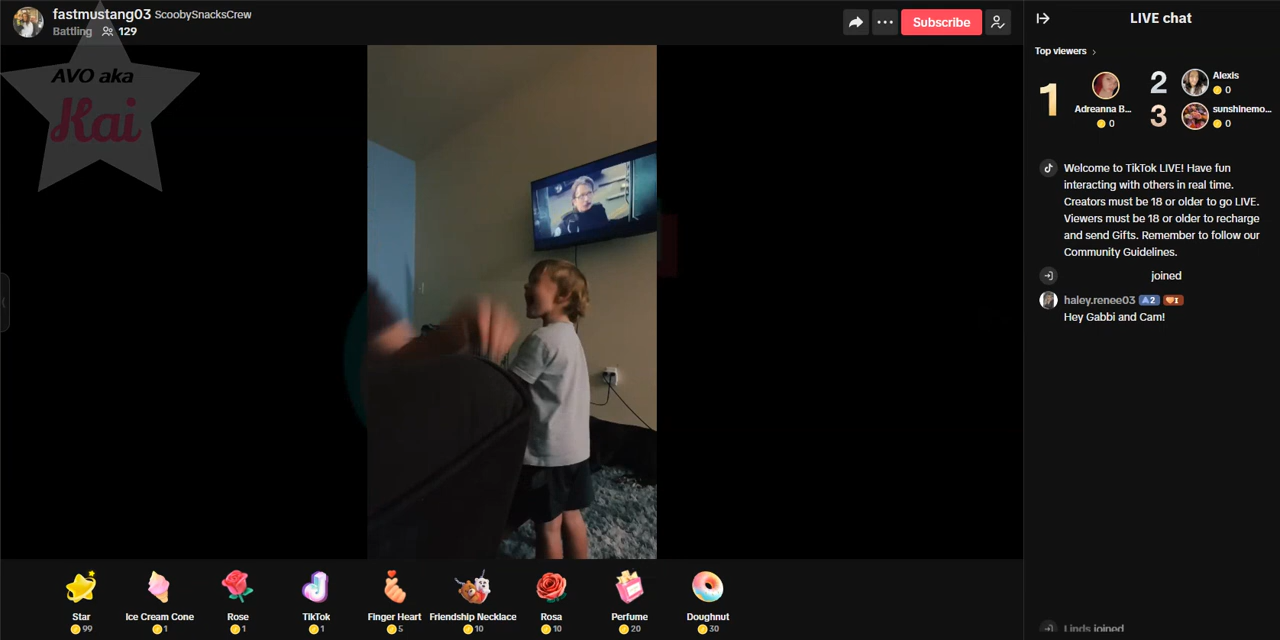 fastmustang03 ScoobySnacksCrew
Battling 129
Subscribe
AVO aka
Kai
LIVE chat
Top viewers
1
Adreanna B...
0
2
Alexis
0
3
sunshinemo...
0
Welcome to TikTok LIVE! Have fun
interacting with others in real time.
Creators must be 18 or older to go LIVE.
Viewers must be 18 or older to recharge
and send Gifts. Remember to follow our
Community Guidelines.
joined
haley.renee03 2 I
Hey Gabbi and Cam!
Linds joined
Star
99
Ice Cream Cone
1
Rose
1
TikTok
1
Finger Heart
5
Friendship Necklace
10
Rosa
10
Perfume
20
Doughnut
30